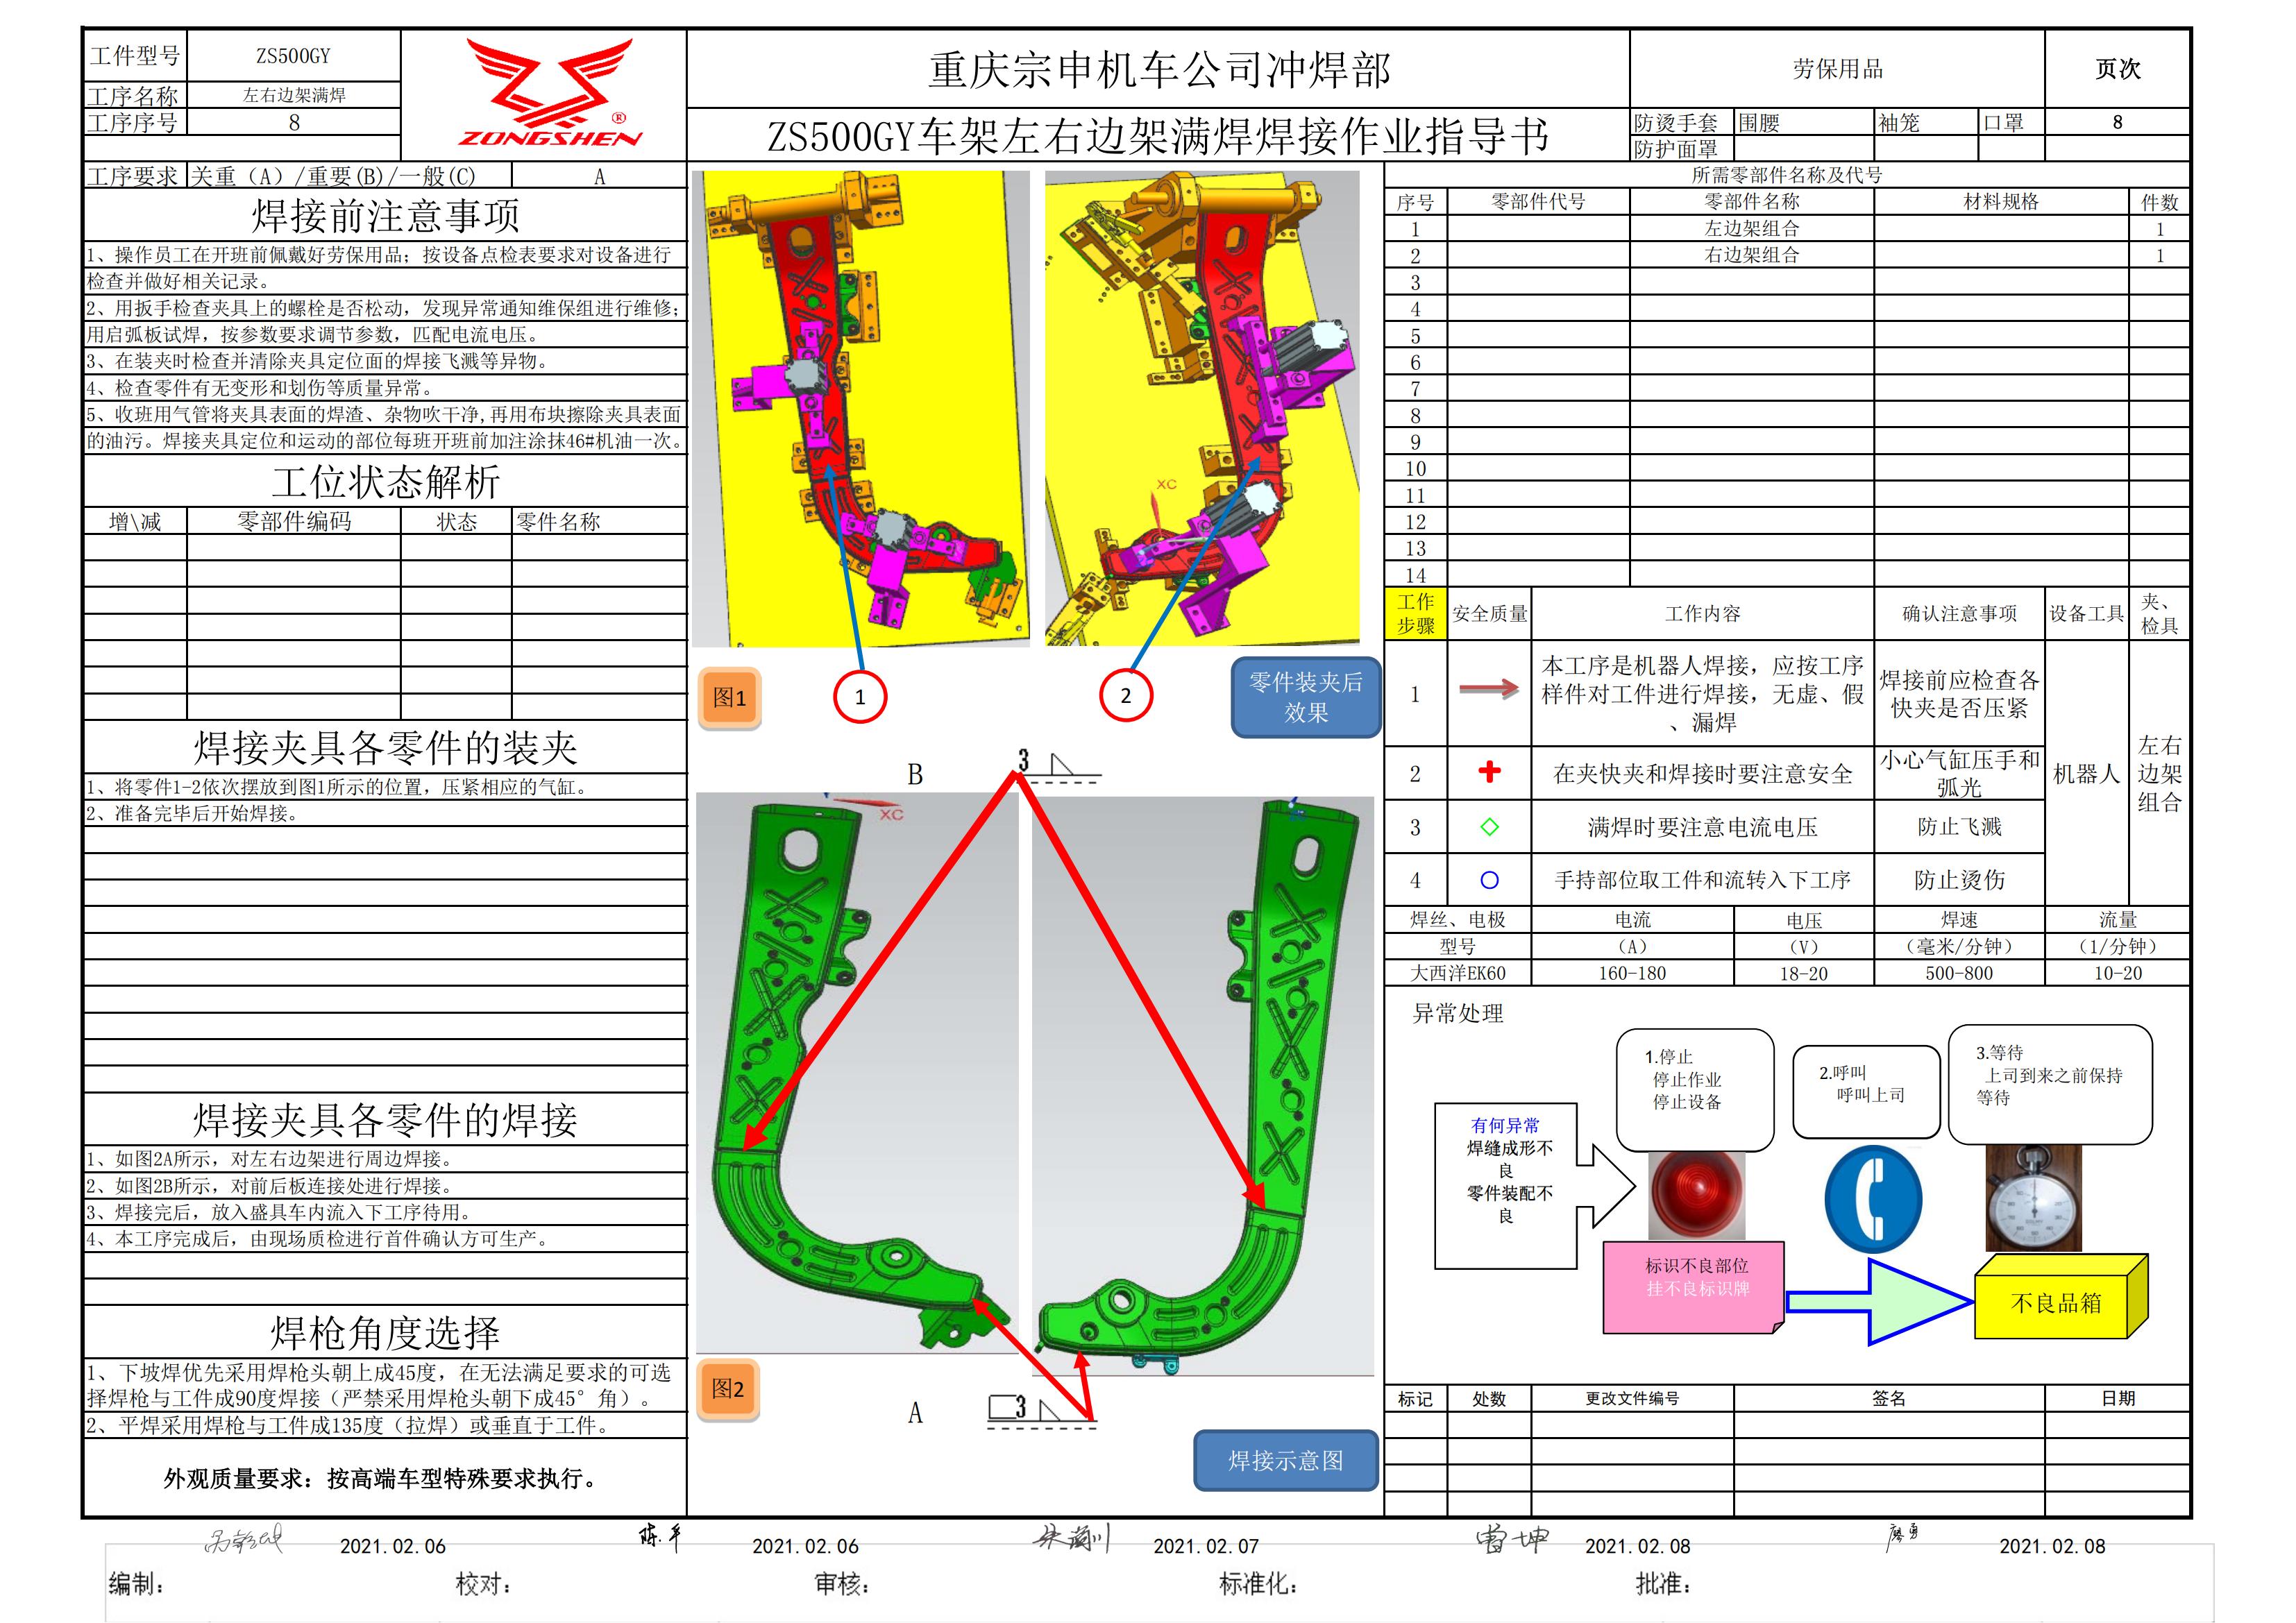 工件型号 ZS500GY
工序名称 左右边架满焊
工序序号 8
ZONGSHEN®
重庆宗申机车公司冲焊部
ZS500GY车架左右边架满焊焊接作业指导书
劳保用品 页次
防烫手套 围腰 袖笼 口罩 8
防护面罩
工序要求 关重（A）/重要(B)/一般(C) A
焊接前注意事项
1、操作员工在开班前佩戴好劳保用品；按设备点检表要求对设备进行
检查并做好相关记录。
2、用扳手检查夹具上的螺栓是否松动，发现异常通知维保组进行维修；
用启弧板试焊，按参数要求调节参数，匹配电流电压。
3、在装夹时检查并清除夹具定位面的焊接飞溅等异物。
4、检查零件有无变形和划伤等质量异常。
5、收班用气管将夹具表面的焊渣、杂物吹干净,再用布块擦除夹具表面
的油污。焊接夹具定位和运动的部位每班开班前加注涂抹46#机油一次。
工位状态解析
增\减 零部件编码 状态 零件名称
焊接夹具各零件的装夹
1、将零件1-2依次摆放到图1所示的位置，压紧相应的气缸。
2、准备完毕后开始焊接。
焊接夹具各零件的焊接
1、如图2A所示，对左右边架进行周边焊接。
2、如图2B所示，对前后板连接处进行焊接。
3、焊接完后，放入盛具车内流入下工序待用。
4、本工序完成后，由现场质检进行首件确认方可生产。
焊枪角度选择
1、下坡焊优先采用焊枪头朝上成45度，在无法满足要求的可选
择焊枪与工件成90度焊接（严禁采用焊枪头朝下成45°角）。
2、平焊采用焊枪与工件成135度（拉焊）或垂直于工件。
外观质量要求：按高端车型特殊要求执行。
XC
图1
1
2
零件装夹后
效果
B
3
XC
图2
A
3
焊接示意图
所需零部件名称及代号
序号 零部件代号 零部件名称 材料规格 件数
1 左边架组合 1
2 右边架组合 1
3
4
5
6
7
8
9
10
11
12
13
14
工作
步骤 安全质量 工作内容 确认注意事项 设备工具 夹、
检具
1 本工序是机器人焊接，应按工序
样件对工件进行焊接，无虚、假
、漏焊
焊接前应检查各
快夹是否压紧
2 在夹快夹和焊接时要注意安全 小心气缸压手和
弧光
3 满焊时要注意电流电压 防止飞溅
4 手持部位取工件和流转入下工序 防止烫伤
机器人
左右
边架
组合
焊丝、电极 电流 电压 焊速 流量
型号 （A） （V） （毫米/分钟） （1/分钟）
大西洋EK60 160-180 18-20 500-800 10-20
异常处理
1.停止
停止作业
停止设备
2.呼叫
呼叫上司
3.等待
上司到来之前保持
等待
有何异常
焊缝成形不
良
零件装配不
良
标识不良部位
挂不良标识牌
不良品箱
标记 处数 更改文件编号 签名 日期
2021.02.06 陈平 2021.02.06 2021.02.07 雷坤 2021.02.08 廖勇 2021.02.08
编制： 校对： 审核： 标准化： 批准：